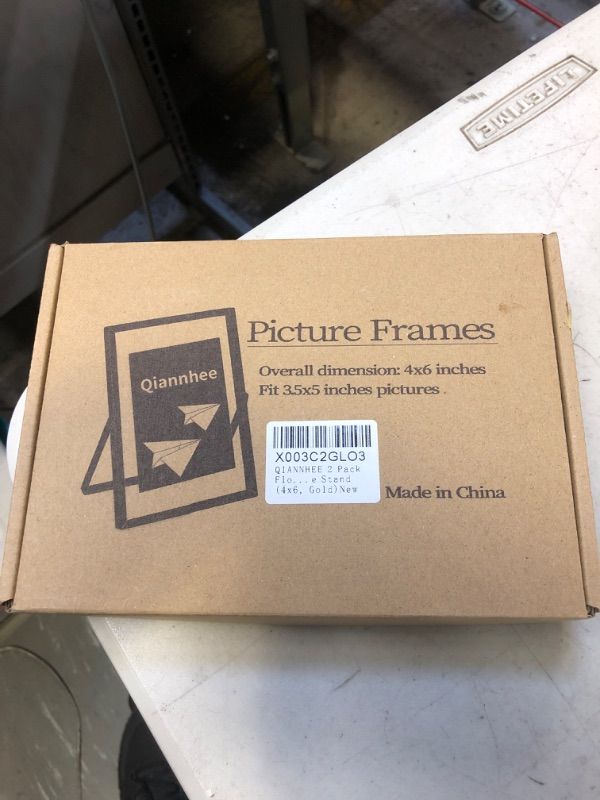 LIFETIME
Picture Frames
Overall dimension: 4x6 inches
Fit 3.5x5 inches pictures
Qiannhee
X003C2GLO3
QIANNHEE 2 Pack
Flo...e Stand
(4x6, Gold)New
Made in China